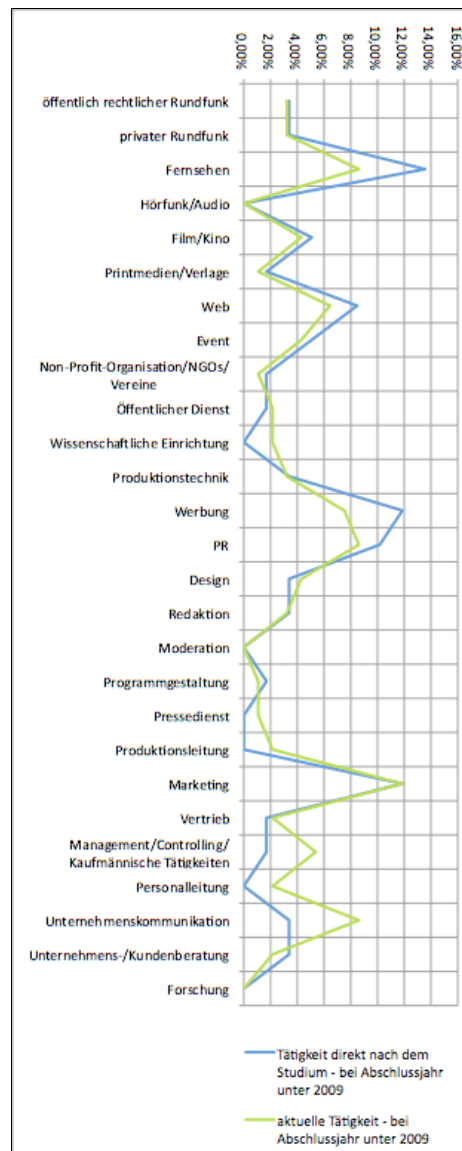 0,00%
2,00%
4,00%
6,00%
8,00%
10,00%
12,00%
14,00%
16,00%
öffentlich rechtlicher Rundfunk
privater Rundfunk
Fernsehen
Hörfunk/Audio
Film/Kino
Printmedien/Verlage
Web
Event
Non-Profit-Organisation/NGOs/
Vereine
Öffentlicher Dienst
Wissenschaftliche Einrichtung
Produktionstechnik
Werbung
PR
Design
Redaktion
Moderation
Programmgestaltung
Pressedienst
Produktionsleitung
Marketing
Vertrieb
Management/Controlling/
Kaufmännische Tätigkeiten
Personalleitung
Unternehmenskommunikation
Unternehmens-/Kundenberatung
Forschung
Tätigkeit direkt nach dem
Studium - bei Abschlussjahr
unter 2009
aktuelle Tätigkeit - bei
Abschlussjahr unter 2009